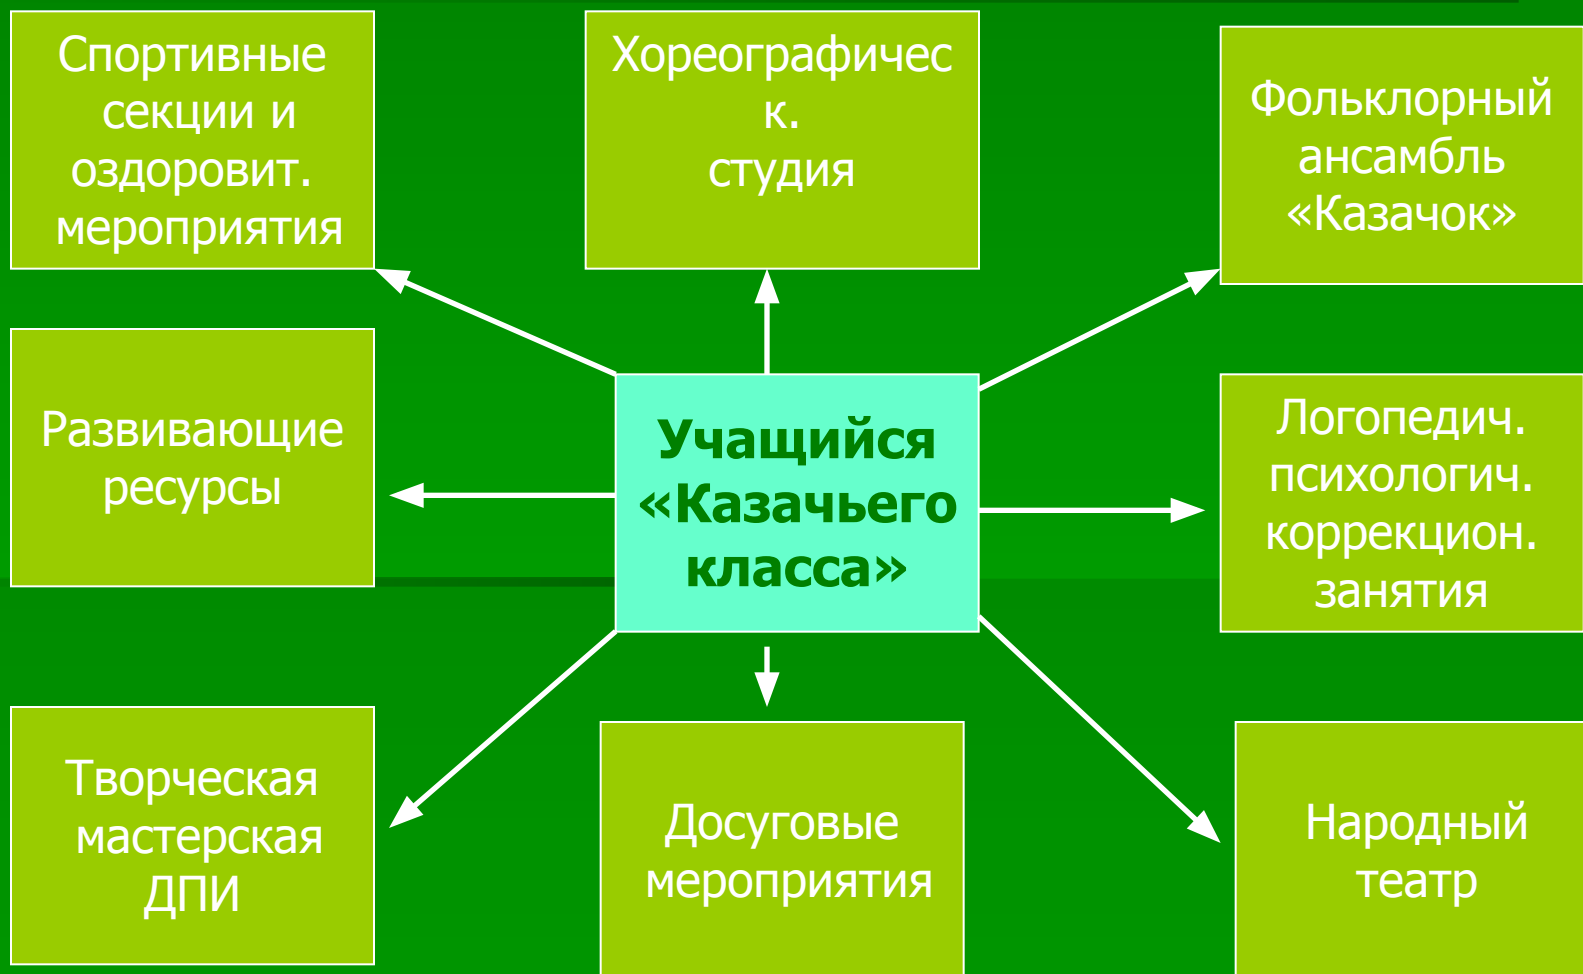 Спортивные
секции и
оздоровит.
мероприятия
Хореографичес
к.
студия
Фольклорный
ансамбль
«Казачок»
Развивающие
ресурсы
Учащийся
«Казачьего
класса»
Логопедич.
психологич.
коррекцион.
занятия
Творческая
мастерская
ДПИ
Досуговые
мероприятия
Народный
театр